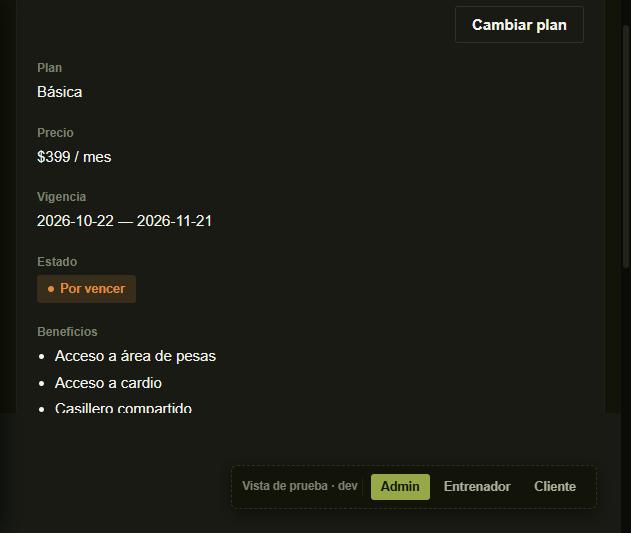 Cambiar plan
Plan
Básica
Precio
$399 / mes
Vigencia
2026-10-22 — 2026-11-21
Estado
Por vencer
Beneficios
Acceso a área de pesas
Acceso a cardio
Casillero compartido
Vista de prueba · dev Admin Entrenador Cliente